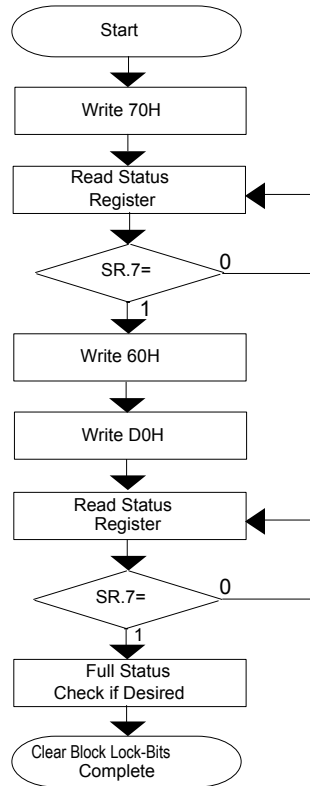 Start
Write 70H
Read Status
Register
SR.7=
0
1
Write 60H
Write D0H
Read Status
Register
SR.7=
0
1
Full Status
Check if Desired
Clear Block Lock-Bits
Complete